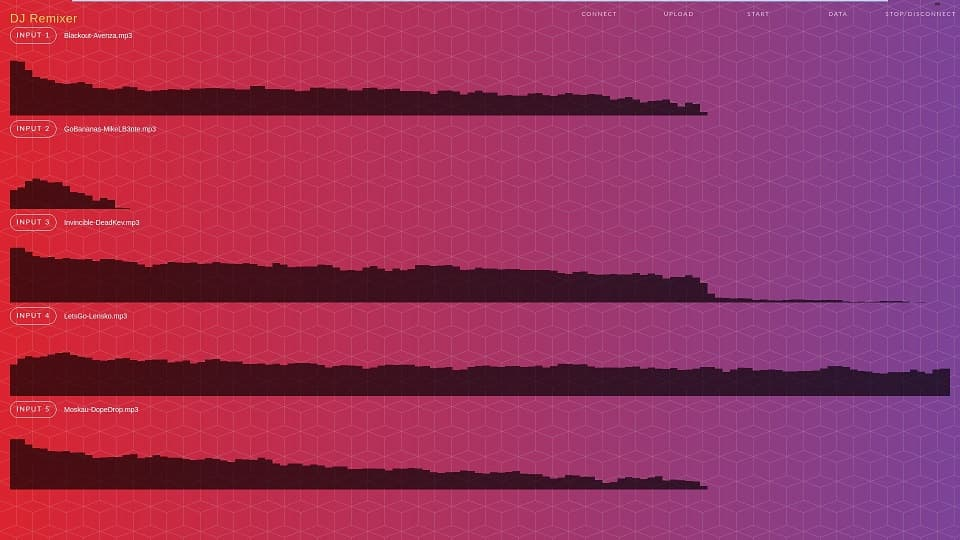 DJ Remixer
CONNECT UPLOAD START DATA STOP/DISCONNECT
INPUT 1 Blackout-Avenza.mp3
INPUT 2 GoBananas-MikeLB3nte.mp3
INPUT 3 Invincible-DeadKev.mp3
INPUT 4 LetsGo-Lensko.mp3
INPUT 5 Moskau-DopeDrop.mp3